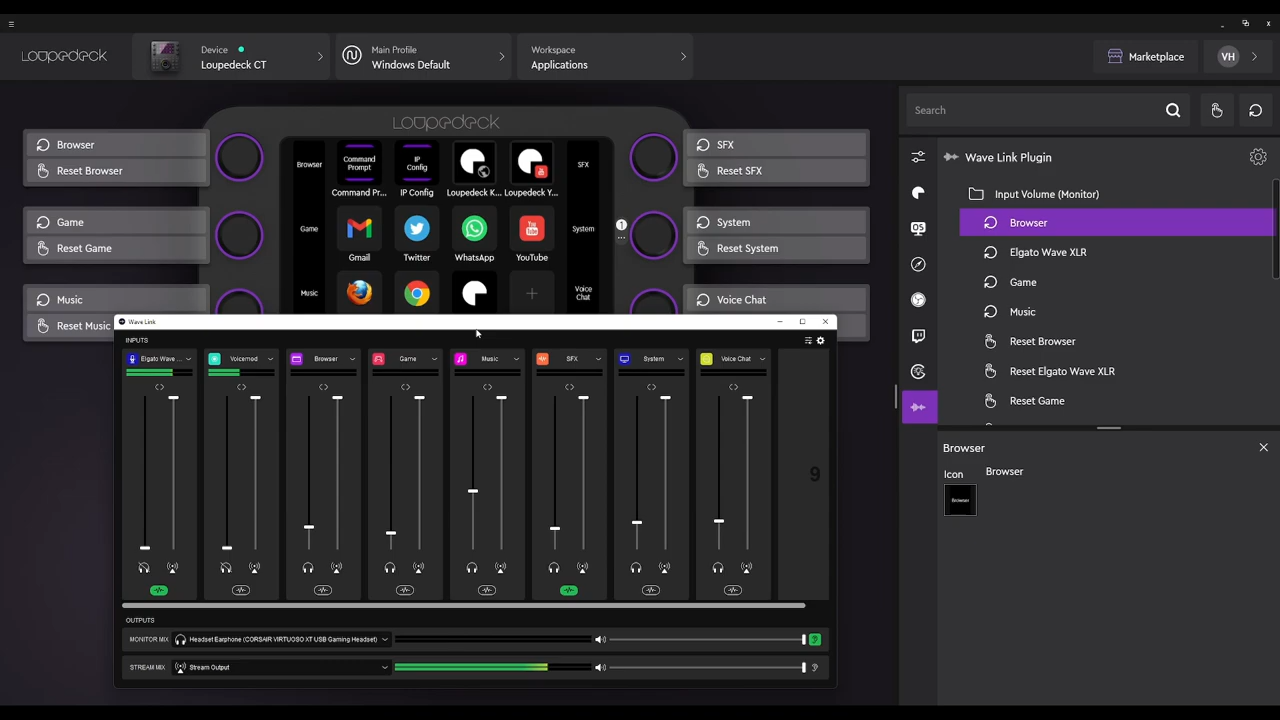 Loupedeck
Device
Loupedeck CT
Main Profile
Windows Default
Workspace
Applications
Marketplace
VH
Search
Loupedeck
Browser
Reset Browser
Game
Reset Game
Music
Reset Music
Browser
Command Prompt
IP Config
SFX
Command Pr...
IP Config
Loupedeck K...
Loupedeck Y...
Game
System
Gmail
Twitter
WhatsApp
YouTube
Music
Voice Chat
1
SFX
Reset SFX
System
Reset System
Voice Chat
Wave Link Plugin
Input Volume (Monitor)
Browser
Elgato Wave XLR
Game
Music
Reset Browser
Reset Elgato Wave XLR
Reset Game
Browser
Icon
Browser
Browser
Wave Link
INPUTS
Elgato Wave ...
Voicemod
Browser
Game
Music
SFX
System
Voice Chat
9
OUTPUTS
MONITOR MIX
Headset Earphone (CORSAIR VIRTUOSO XT USB Gaming Headset)
STREAM MIX
Stream Output